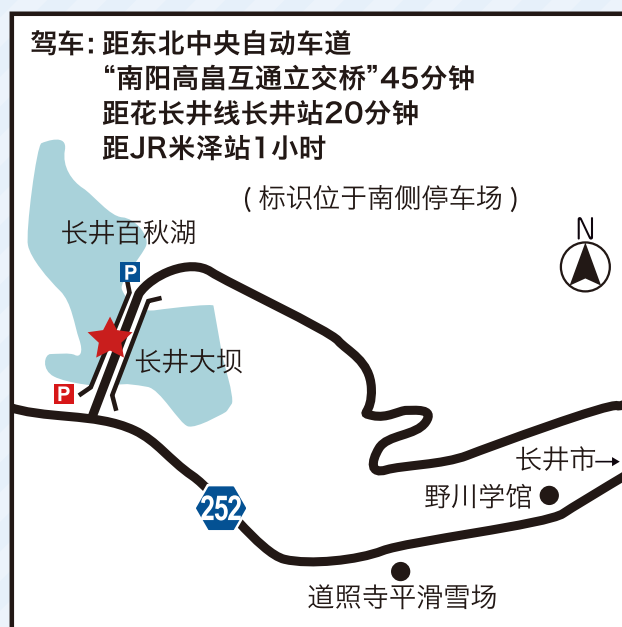 驾车: 距东北中央自动车道
“南阳高畠互通立交桥”45分钟
距花长井线长井站20分钟
距JR米泽站1小时
(标识位于南侧停车场)
N
长井百秋湖
P
长井大坝
P
长井市→
野川学馆
252
道照寺平滑雪场